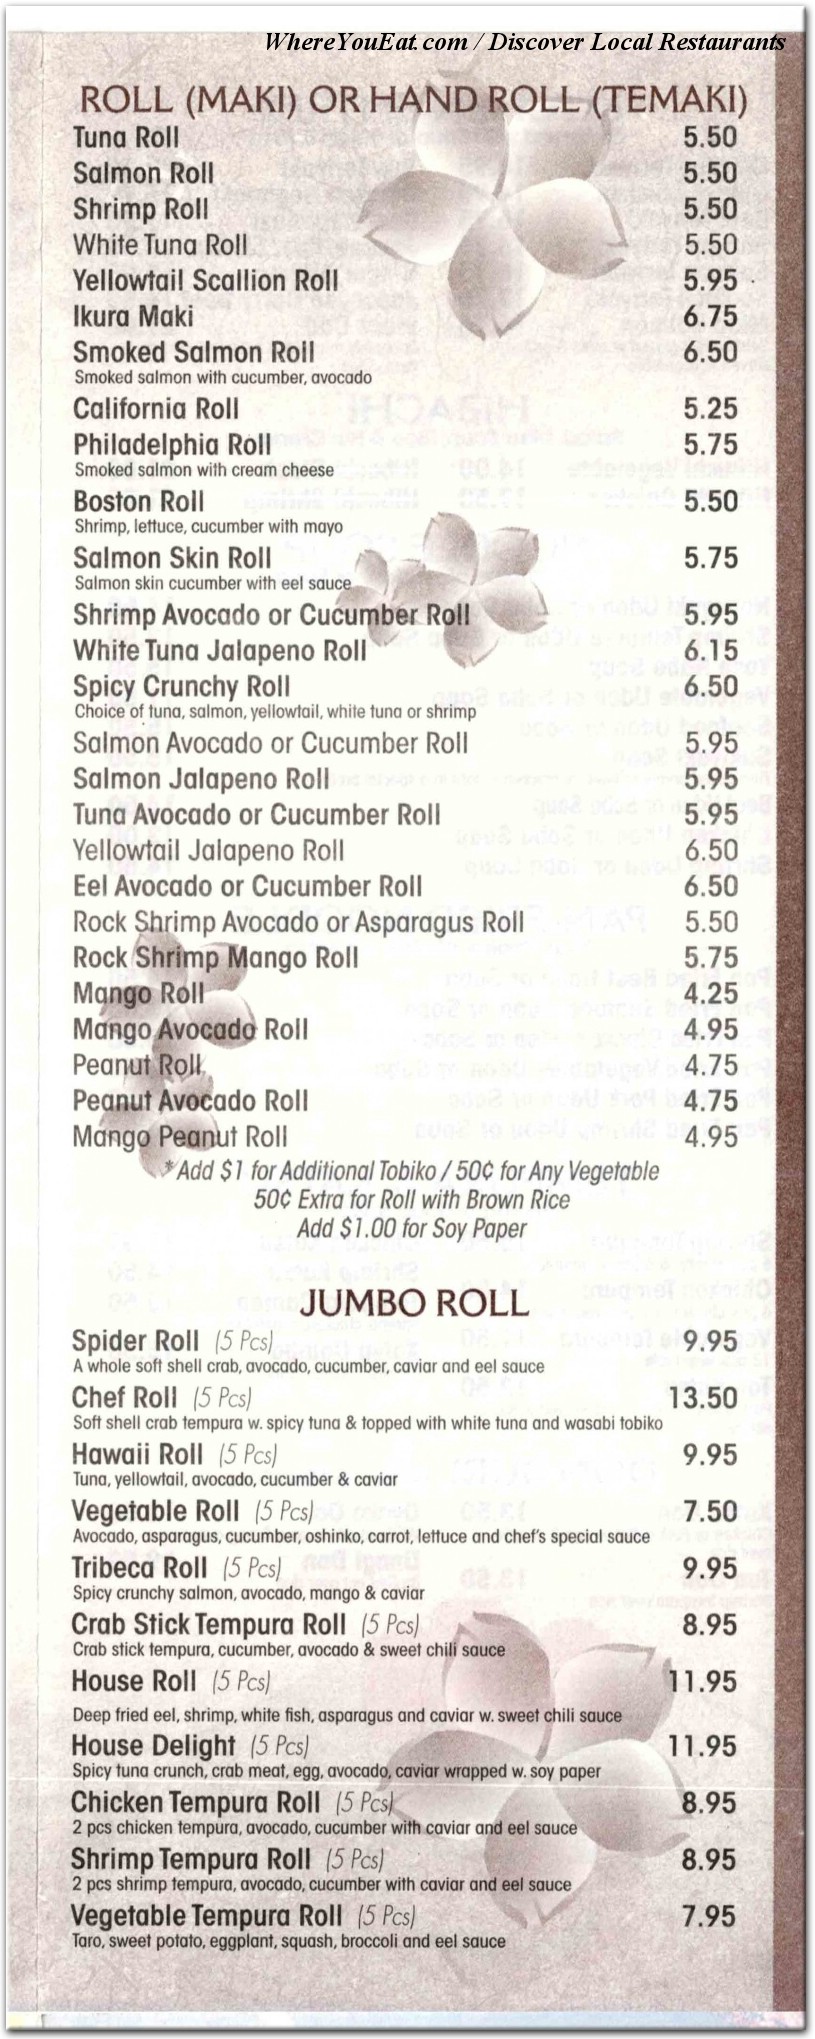 WhereYouEat.com / Discover Local Restaurants
ROLL (MAKI) OR HAND ROLL (TEMAKI)
Tuna Roll 5.50
Salmon Roll 5.50
Shrimp Roll 5.50
White Tuna Roll 5.50
Yellowtail Scallion Roll 5.95
Ikura Maki 6.75
Smoked Salmon Roll 6.50
Smoked salmon with cucumber, avocado
California Roll 5.25
Philadelphia Roll 5.75
Smoked salmon with cream cheese
Boston Roll 5.50
Shrimp, lettuce, cucumber with mayo
Salmon Skin Roll 5.75
Salmon skin cucumber with eel sauce
Shrimp Avocado or Cucumber Roll 5.95
White Tuna Jalapeno Roll 6.15
Spicy Crunchy Roll 6.50
Choice of tuna, salmon, yellowtail, white tuna or shrimp
Salmon Avocado or Cucumber Roll 5.95
Salmon Jalapeno Roll 5.95
Tuna Avocado or Cucumber Roll 5.95
Yellowtail Jalapeno Roll 6.50
Eel Avocado or Cucumber Roll 6.50
Rock Shrimp Avocado or Asparagus Roll 5.50
Rock Shrimp Mango Roll 5.75
Mango Roll 4.25
Mango Avocado Roll 4.95
Peanut Roll 4.75
Peanut Avocado Roll 4.75
Mango Peanut Roll 4.95
*Add $1 for Additional Tobiko / 50¢ for Any Vegetable
50¢ Extra for Roll with Brown Rice
Add $1.00 for Soy Paper
JUMBO ROLL
Spider Roll (5 Pcs) 9.95
A whole soft shell crab, avocado, cucumber, caviar and eel sauce
Chef Roll (5 Pcs) 13.50
Soft shell crab tempura w. spicy tuna & topped with white tuna and wasabi tobiko
Hawaii Roll (5 Pcs) 9.95
Tuna, yellowtail, avocado, cucumber & caviar
Vegetable Roll (5 Pcs) 7.50
Avocado, asparagus, cucumber, oshinko, carrot, lettuce and chef's special sauce
Tribeca Roll (5 Pcs) 9.95
Spicy crunchy salmon, avocado, mango & caviar
Crab Stick Tempura Roll (5 Pcs) 8.95
Crab stick tempura, cucumber, avocado & sweet chili sauce
House Roll (5 Pcs) 11.95
Deep fried eel, shrimp, white fish, asparagus and caviar w. sweet chili sauce
House Delight (5 Pcs) 11.95
Spicy tuna crunch, crab meat, egg, avocado, caviar wrapped w. soy paper
Chicken Tempura Roll (5 Pcs) 8.95
2 pcs chicken tempura, avocado, cucumber with caviar and eel sauce
Shrimp Tempura Roll (5 Pcs) 8.95
2 pcs shrimp tempura, avocado, cucumber with caviar and eel sauce
Vegetable Tempura Roll (5 Pcs) 7.95
Taro, sweet potato, eggplant, squash, broccoli and eel sauce